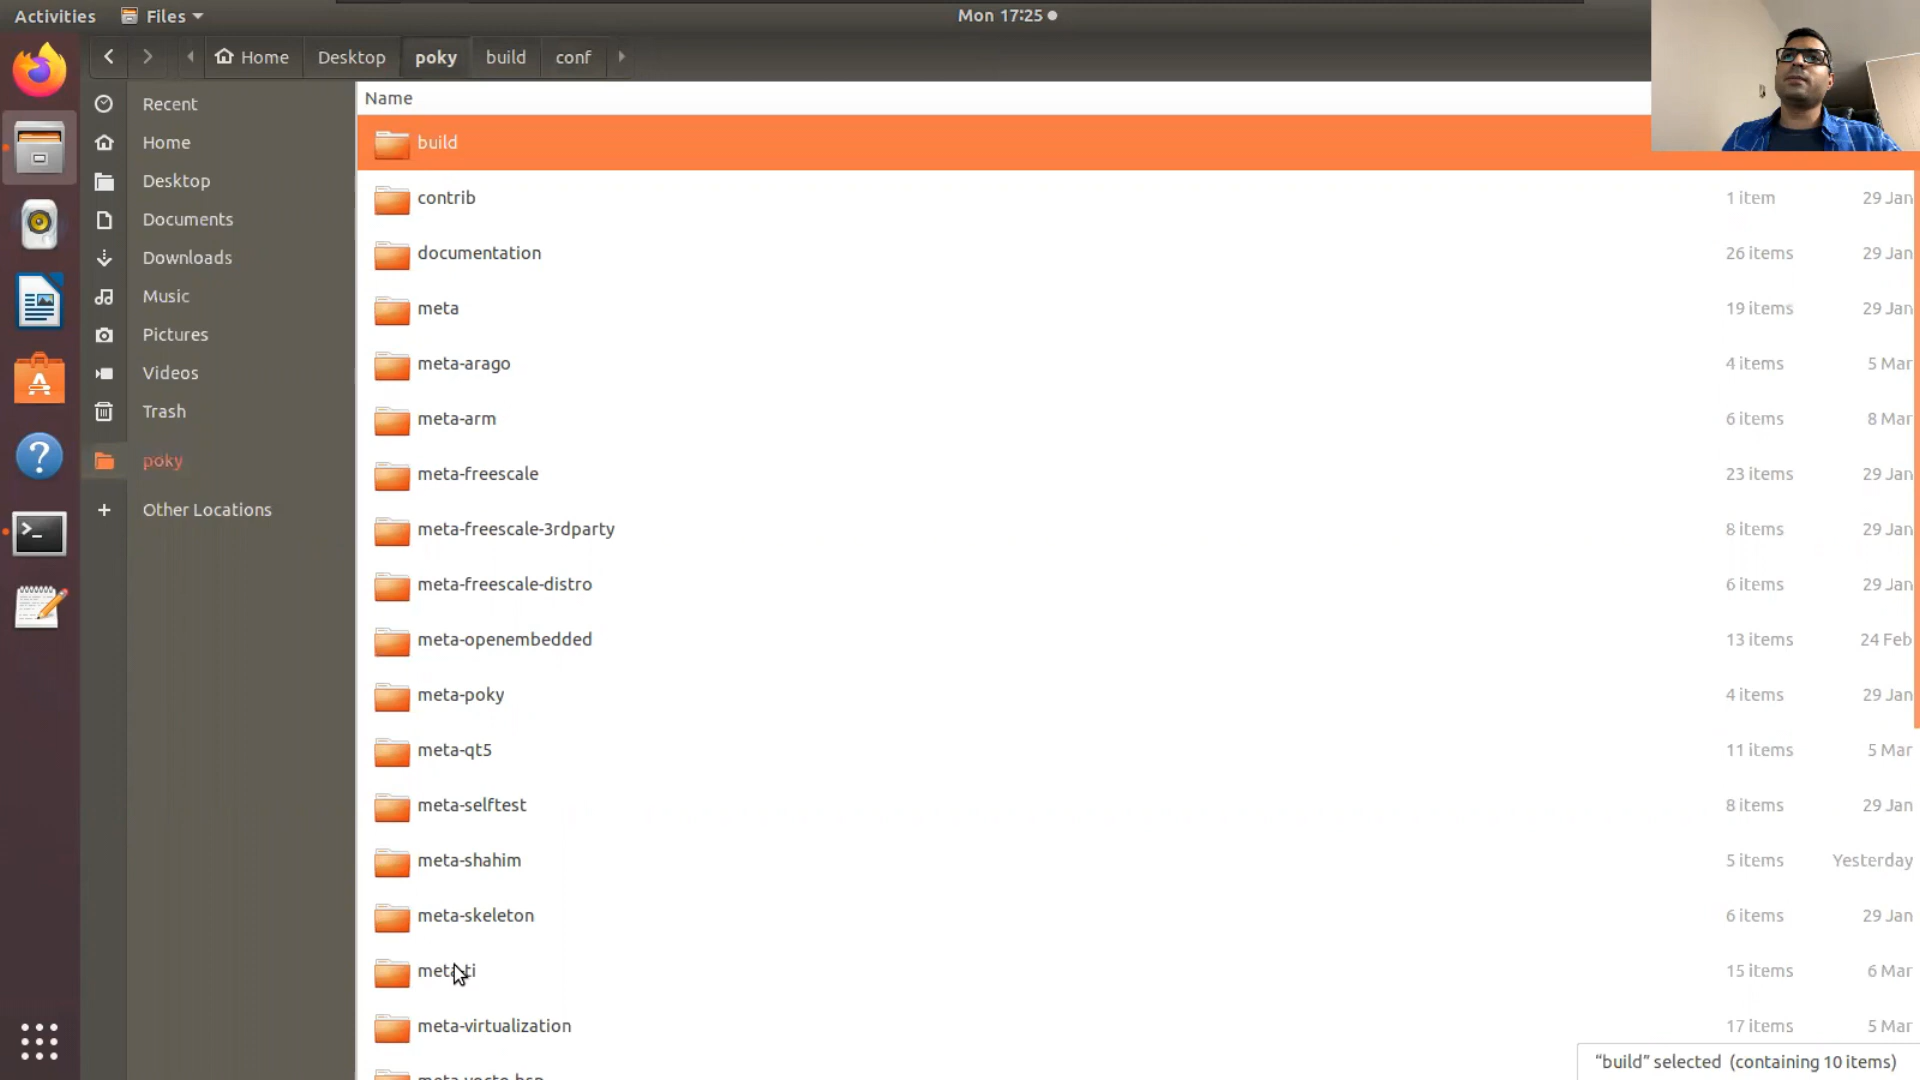 Activities Files Mon 17:25
Home Desktop poky build conf
Recent
Home
Desktop
Documents
Downloads
Music
Pictures
Videos
Trash
poky
Other Locations
Name
build
contrib 1 item 29 Jan
documentation 26 items 29 Jan
meta 19 items 29 Jan
meta-arago 4 items 5 Mar
meta-arm 6 items 8 Mar
meta-freescale 23 items 29 Jan
meta-freescale-3rdparty 8 items 29 Jan
meta-freescale-distro 6 items 29 Jan
meta-openembedded 13 items 24 Feb
meta-poky 4 items 29 Jan
meta-qt5 11 items 5 Mar
meta-selftest 8 items 29 Jan
meta-shahim 5 items Yesterday
meta-skeleton 6 items 29 Jan
meta-ti 15 items 6 Mar
meta-virtualization 17 items 5 Mar
meta-yocto-bsp
“build” selected (containing 10 items)